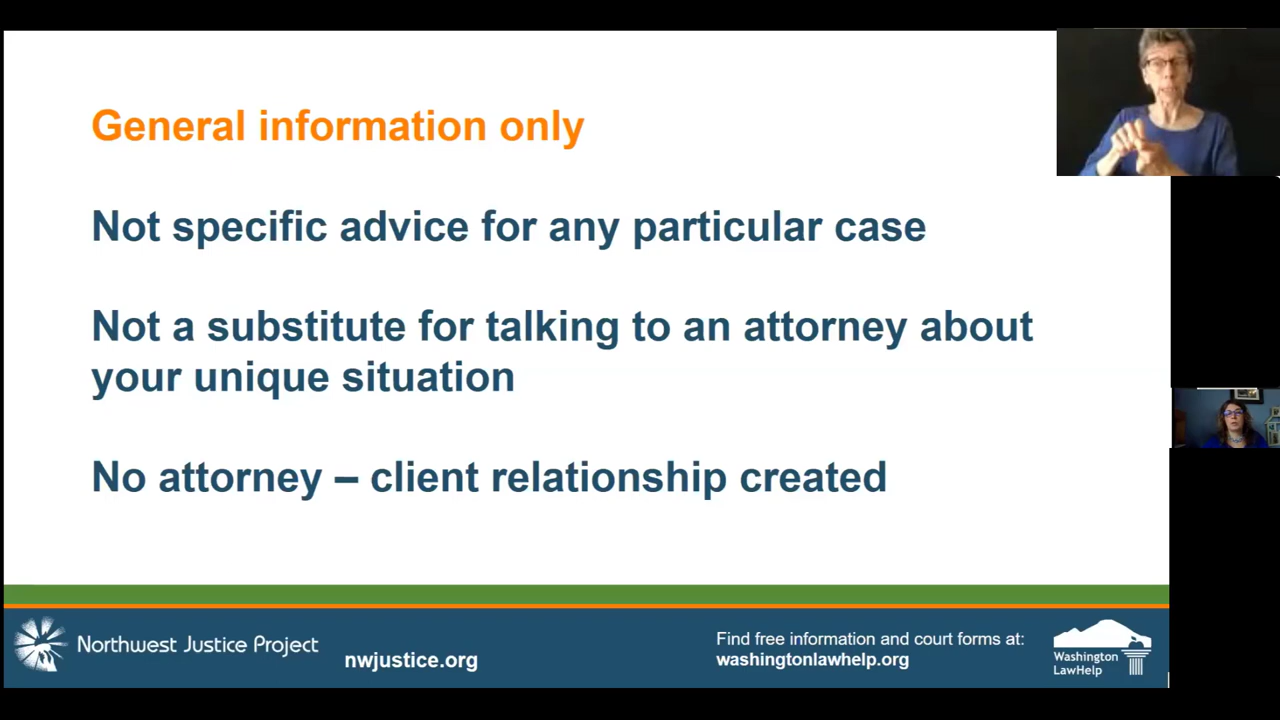 General information only
Not specific advice for any particular case
Not a substitute for talking to an attorney about
your unique situation
No attorney – client relationship created
Northwest Justice Project
nwjustice.org
Find free information and court forms at:
washingtonlawhelp.org
Washington
LawHelp